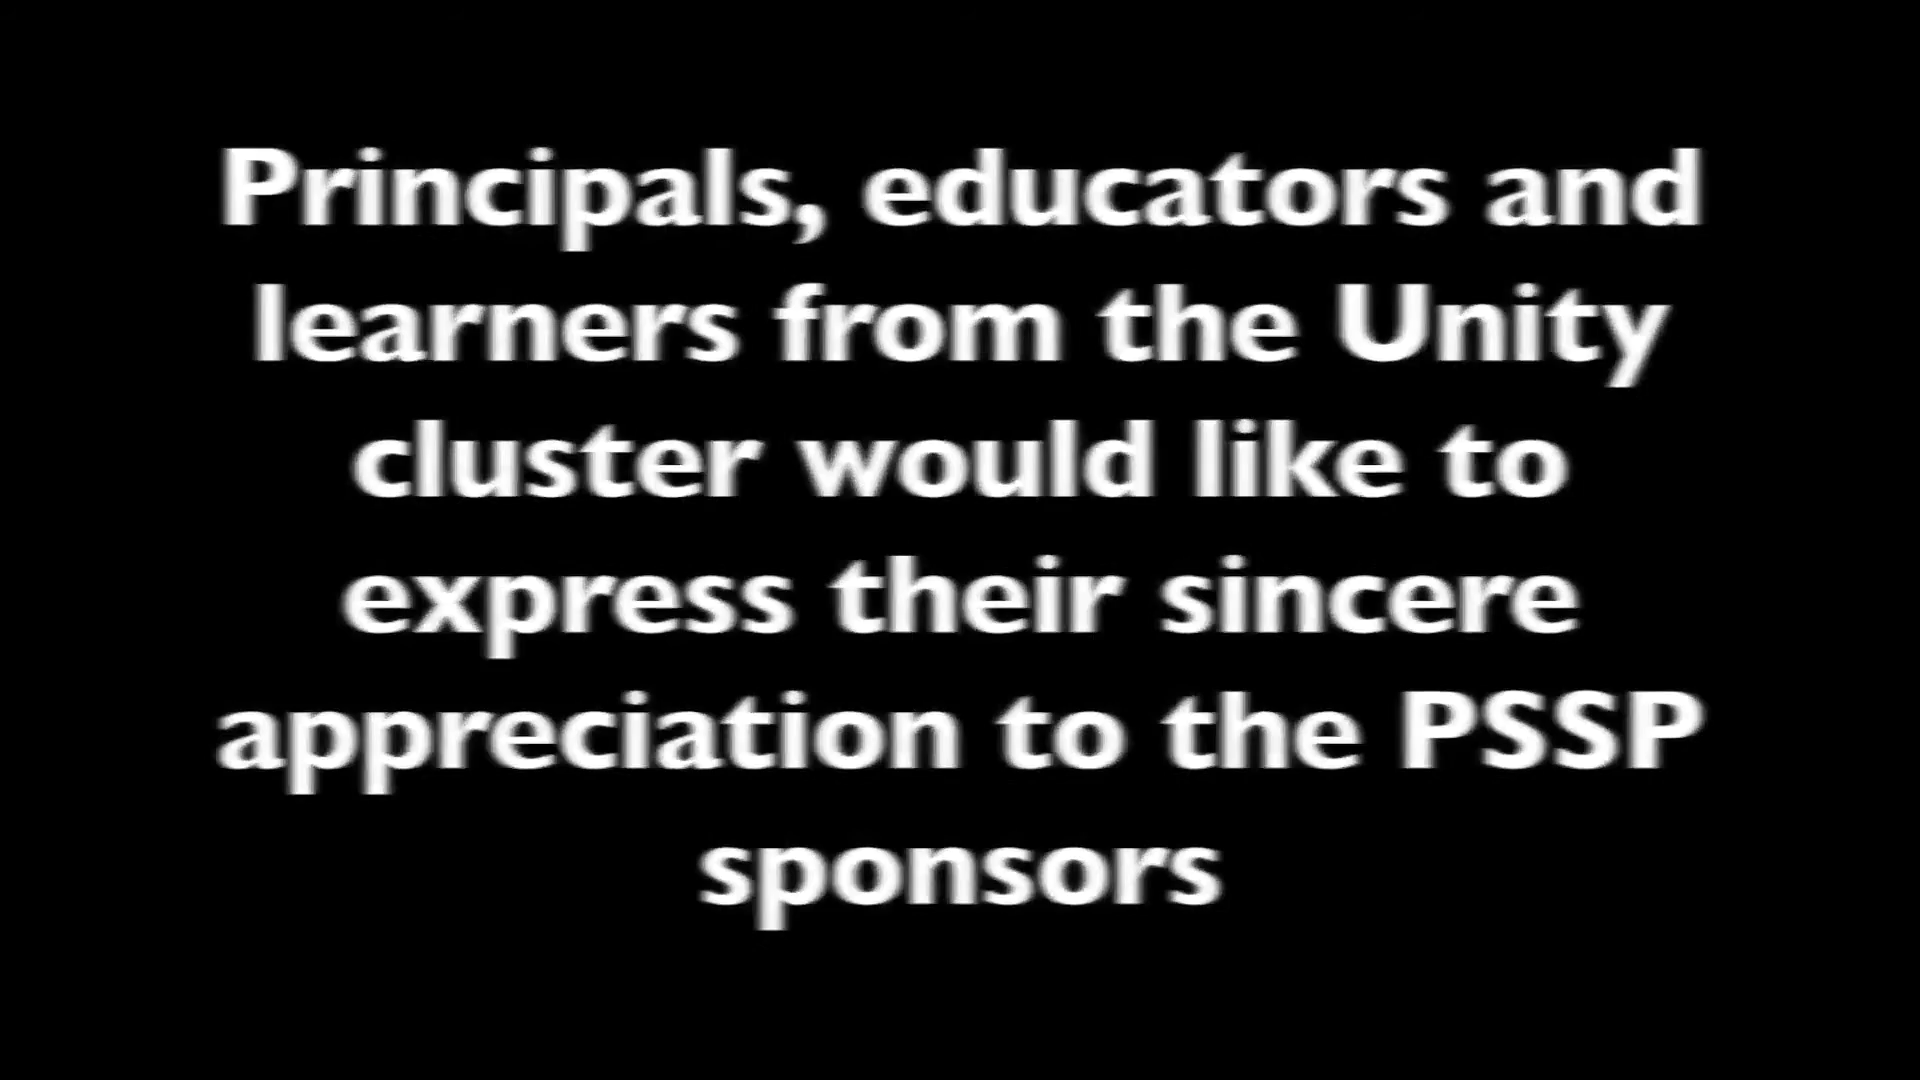 Principals, educators and
learners from the Unity
cluster would like to
express their sincere
appreciation to the PSSP
sponsors